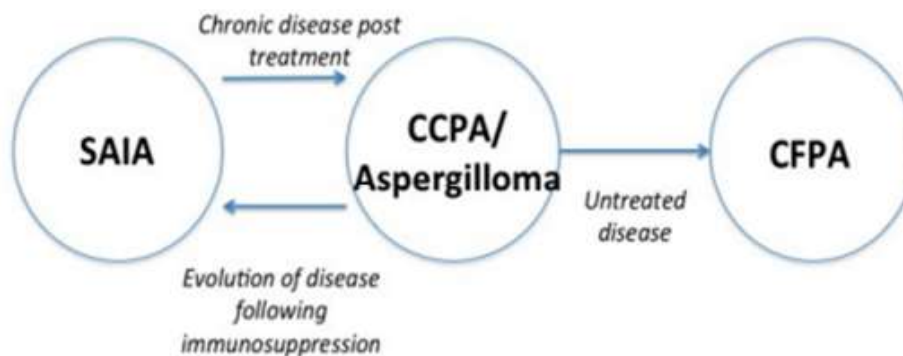 Chronic disease post
treatment
SAIA
CCPA/
Aspergilloma
CFPA
Untreated
disease
Evolution of disease
following
immunosuppression